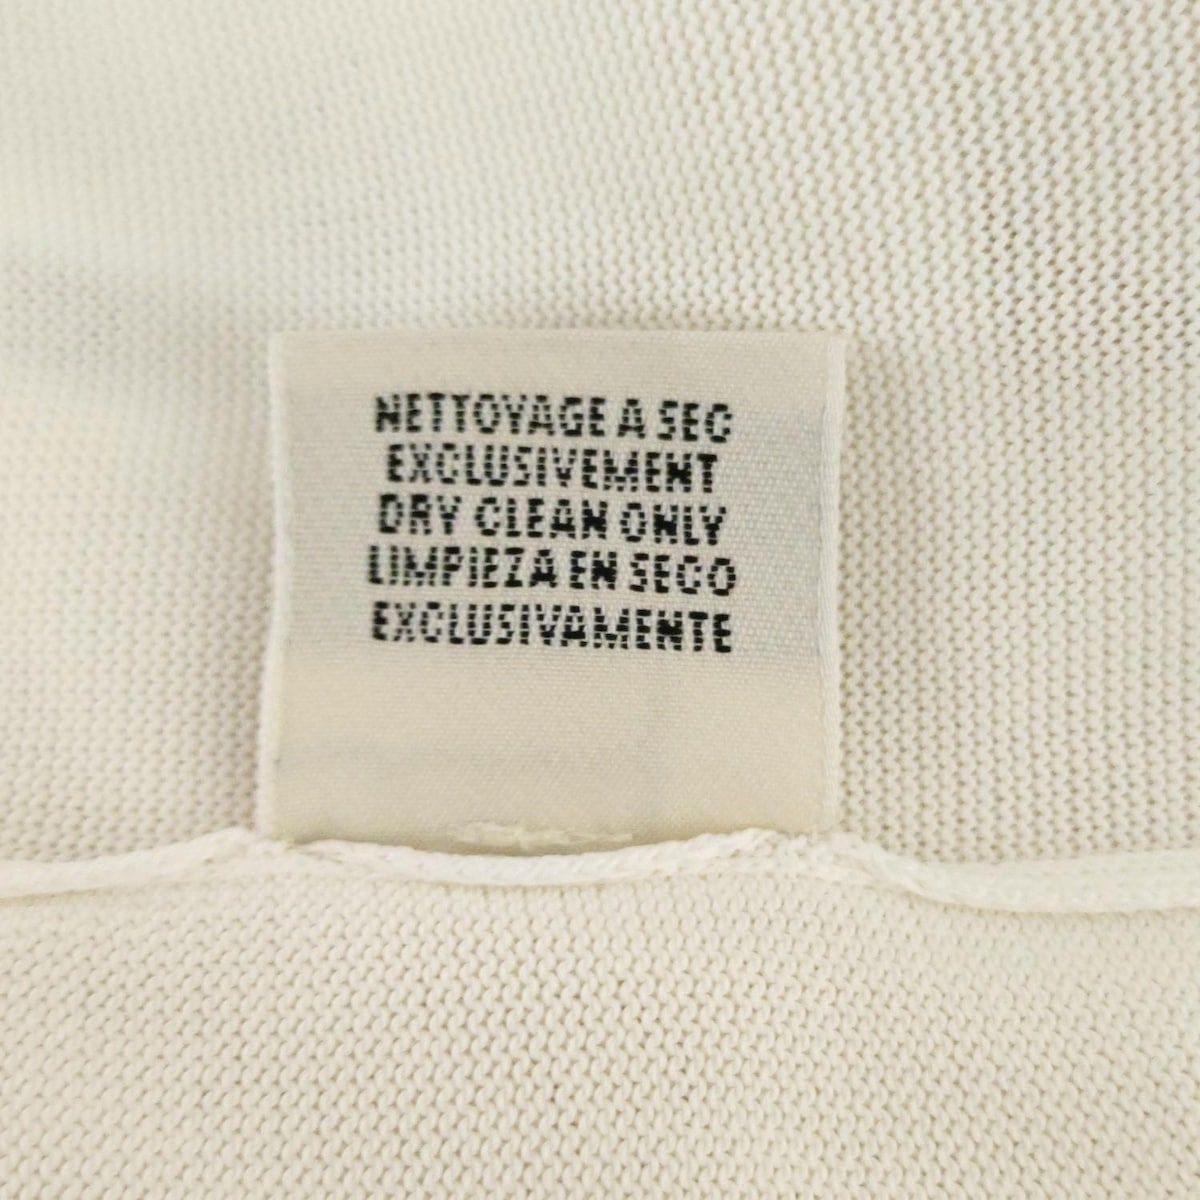 NETTOYAGE A SEC
EXCLUSIVEMENT
DRY CLEAN ONLY
LIMPIEZA EN SECO
EXCLUSIVAMENTE